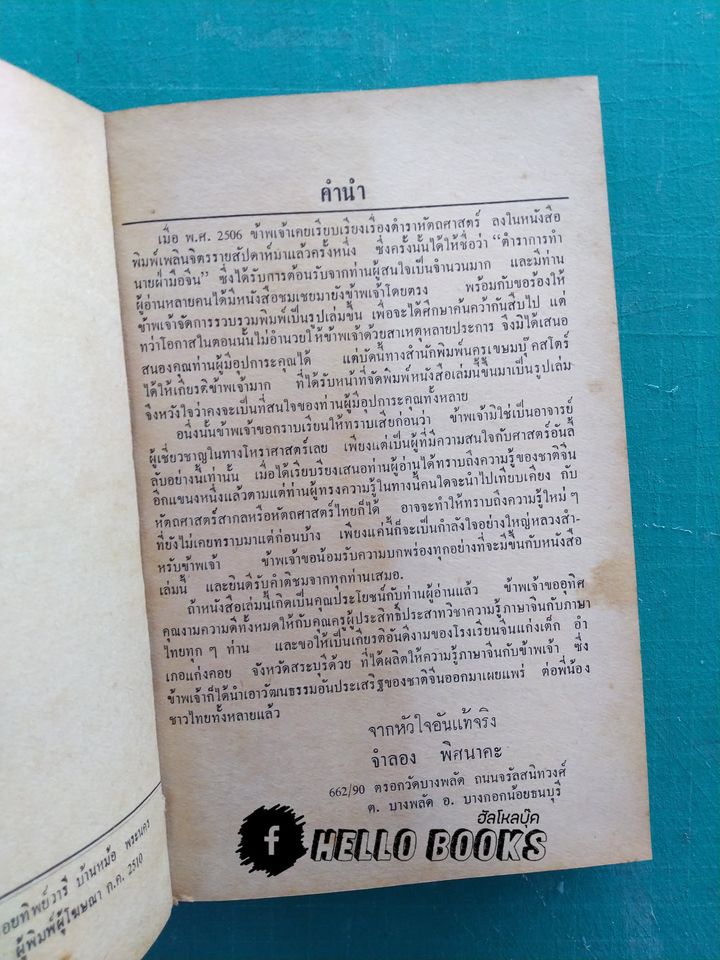 คำนำ
เมื่อ พ.ศ. 2506 ข้าพเจ้าเคยเรียบเรียงเรื่องตำราหัตถศาสตร์ ลงในหนังสือ
พิมพ์เพลินจิตรรายสัปดาห์มาแล้วครั้งหนึ่ง ซึ่งครั้งนั้นได้ให้ชื่อว่า “ตำราการทำ
นายฝ่ามือจีน” ซึ่งได้รับการต้อนรับจากท่านผู้สนใจเป็นจำนวนมาก และมีท่าน
ผู้อ่านหลายคนได้มีหนังสือชมเชยมายังข้าพเจ้าโดยตรง พร้อมกับขอร้องให้
ข้าพเจ้าจัดการรวบรวมพิมพ์เป็นรูปเล่มขึ้น เพื่อจะได้ศึกษาค้นคว้ากันสืบไป แต่
ทว่าโอกาสในตอนนั้นไม่อำนวยให้ข้าพเจ้าด้วยสาเหตหลายประการ จึงมิได้เสนอ
สนองคุณท่านผู้มีอุปการะคุณได้ แต่บัดนี้ทางสำนักพิมพ์นครเขษมบุ๊คสโตร์
ได้ให้เกียรติข้าพเจ้ามาก ที่ได้รับหน้าที่จัดพิมพ์หนังสือเล่มนี้ขึ้นมาเป็นรูปเล่ม
จึงหวังใจว่าคงจะเป็นที่สนใจของท่านผู้มีอุปการะคุณทั้งหลาย
อนึ่งนั้นข้าพเจ้าขอกราบเรียนให้ทราบเสียก่อนว่า ข้าพเจ้ามิใช่เป็นอาจารย์
ผู้เชี่ยวชาญในทางโหราศาสตร์เลย เพียงแต่เป็นผู้ที่มีความสนใจกับศาสตร์อันลี้
ลับอย่างนี้เท่านั้น เมื่อได้เรียบเรียงเสนอท่านผู้อ่านได้ทราบถึงความรู้ของชาติจีน
อีกแขนงหนึ่งแล้วตามแต่ท่านผู้ทรงความรู้ในทางนี้คนใดจะนำไปเทียบเคียง กับ
หัตถศาสตร์สากลหรือหัตถศาสตร์ไทยก็ได้ อาจจะทำให้ทราบถึงความรู้ใหม่ ๆ
ที่ยังไม่เคยทราบมาแต่ก่อนบ้าง เพียงแค่นี้ก็จะเป็นกำลังใจอย่างใหญ่หลวงสำ-
หรับข้าพเจ้า ข้าพเจ้าขอน้อมรับความบกพร่องทุกอย่างที่จะมีขึ้นกับหนังสือ
เล่มนี้ และยินดีรับคำติชมจากทุกท่านเสมอ.
ถ้าหนังสือเล่มนี้เกิดเป็นคุณประโยชน์กับท่านผู้อ่านแล้ว ข้าพเจ้าขออุทิศ
คุณงามความดีทั้งหมดให้กับคุณครูผู้ประสิทธิ์ประสาทวิชาความรู้ภาษาจีนกับภาษา
ไทยทุก ๆ ท่าน และขอให้เป็นเกียรติอันดีงามของโรงเรียนจีนแก่งเต็ก อำ
เภอแก่งคอย จังหวัดสระบุรีด้วย ที่ได้ผลิตให้ความรู้ภาษาจีนกับข้าพเจ้า ซึ่ง
ข้าพเจ้าก็ได้นำเอาวัฒนธรรมอันประเสริฐของชาติจีนออกมาเผยแพร่ ต่อพี่น้อง
ชาวไทยทั้งหลายแล้ว
จากหัวใจอันแท้จริง
จำลอง พิศนาคะ
662/90 ตรอกวัดบางพลัด ถนนจรัลสนิทวงศ์
ต. บางพลัด อ. บางกอกน้อยธนบุรี
ฮัลโหลบุ๊ค
f HELLO BOOKS
อยทิพย์วารี บ้านหม้อ พระนคร
ผู้พิมพ์ผู้โฆษณา ก.ค. 2510